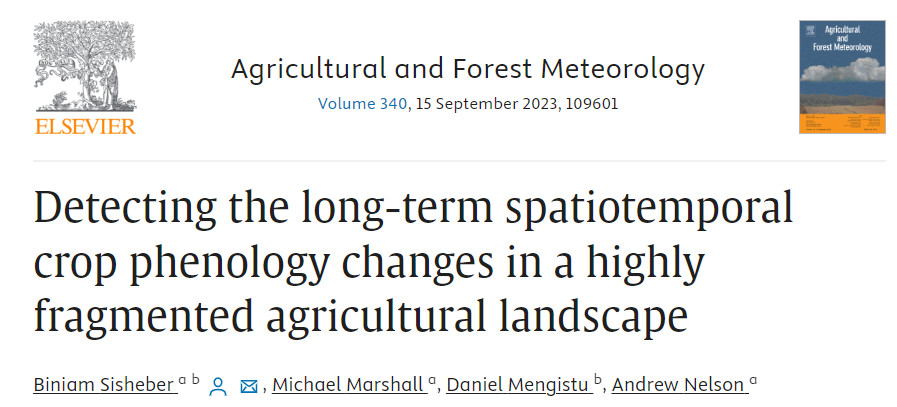 ELSEVIER
Agricultural and Forest Meteorology
Volume 340, 15 September 2023, 109601
Agricultural
and
Forest Meteorology
Detecting the long-term spatiotemporal
crop phenology changes in a highly
fragmented agricultural landscape
Biniam Sisheber a b , Michael Marshall a, Daniel Mengistu b, Andrew Nelson a